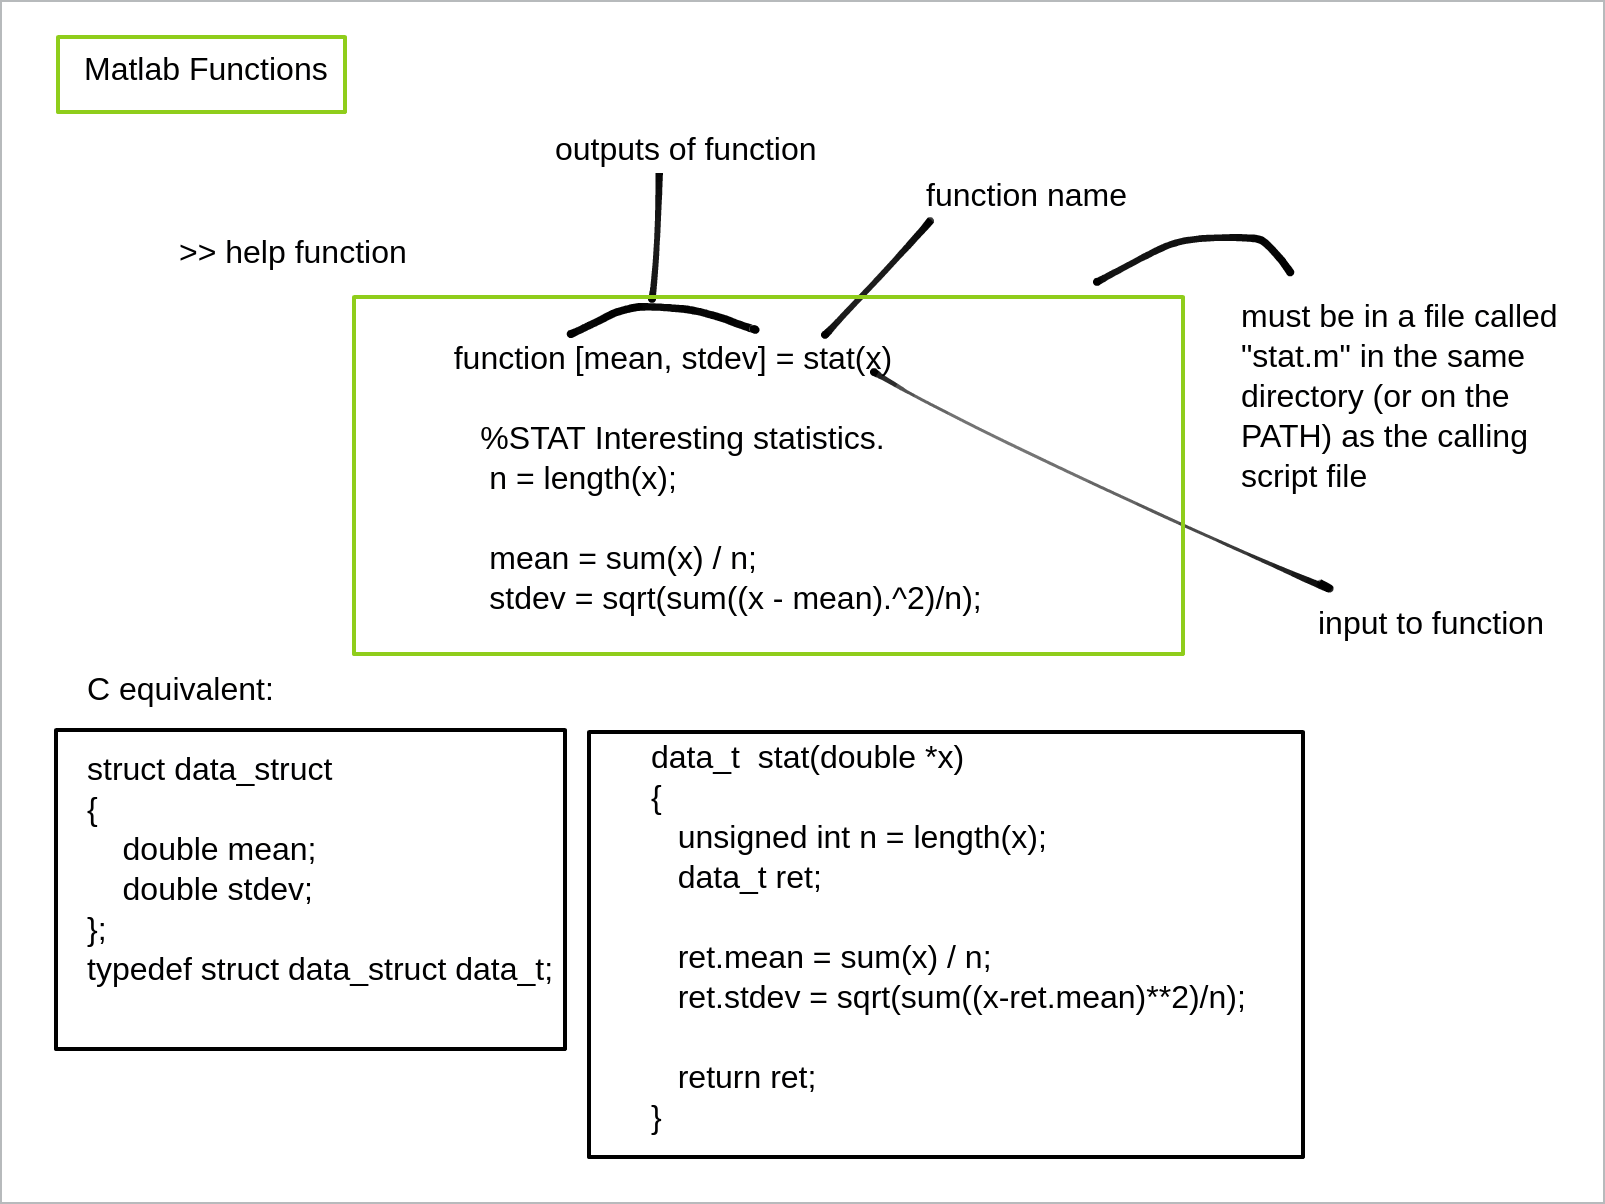 Matlab Functions
outputs of function
function name
>> help function
must be in a file called
"stat.m" in the same
directory (or on the
PATH) as the calling
script file
function [mean, stdev] = stat(x)
%STAT Interesting statistics.
n = length(x);
mean = sum(x) / n;
stdev = sqrt(sum((x - mean).^2)/n);
input to function
C equivalent:
struct data_struct
{
double mean;
double stdev;
};
typedef struct data_struct data_t;
data_t  stat(double *x)
{
unsigned int n = length(x);
data_t ret;
ret.mean = sum(x) / n;
ret.stdev = sqrt(sum((x-ret.mean)**2)/n);
return ret;
}